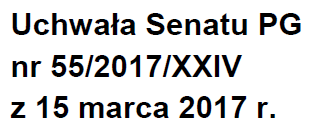 Uchwała Senatu PG
nr 55/2017/XXIV
z 15 marca 2017 r.